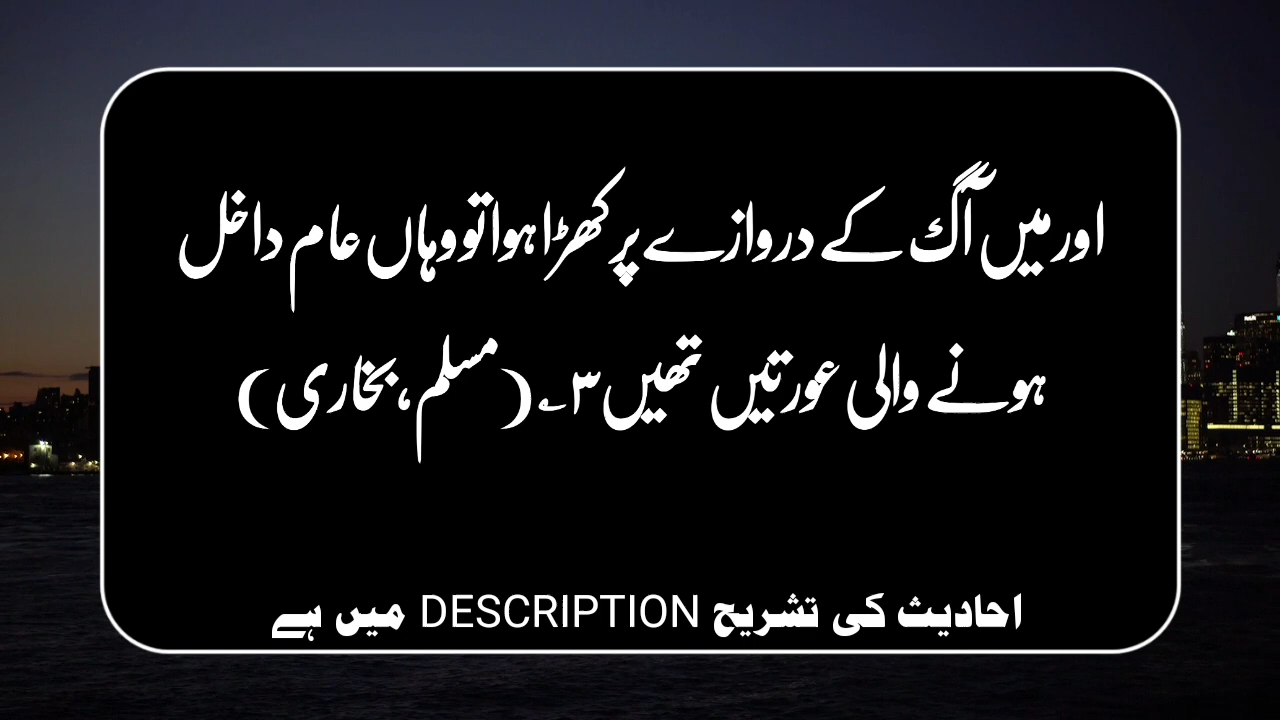 اور میں آگ کے دروازے پر کھڑا ہوا تو وہاں عام داخل
ہونے والی عورتیں تھیں ۳؎ (مسلم، بخاری)
احادیث کی تشریح DESCRIPTION میں ہے